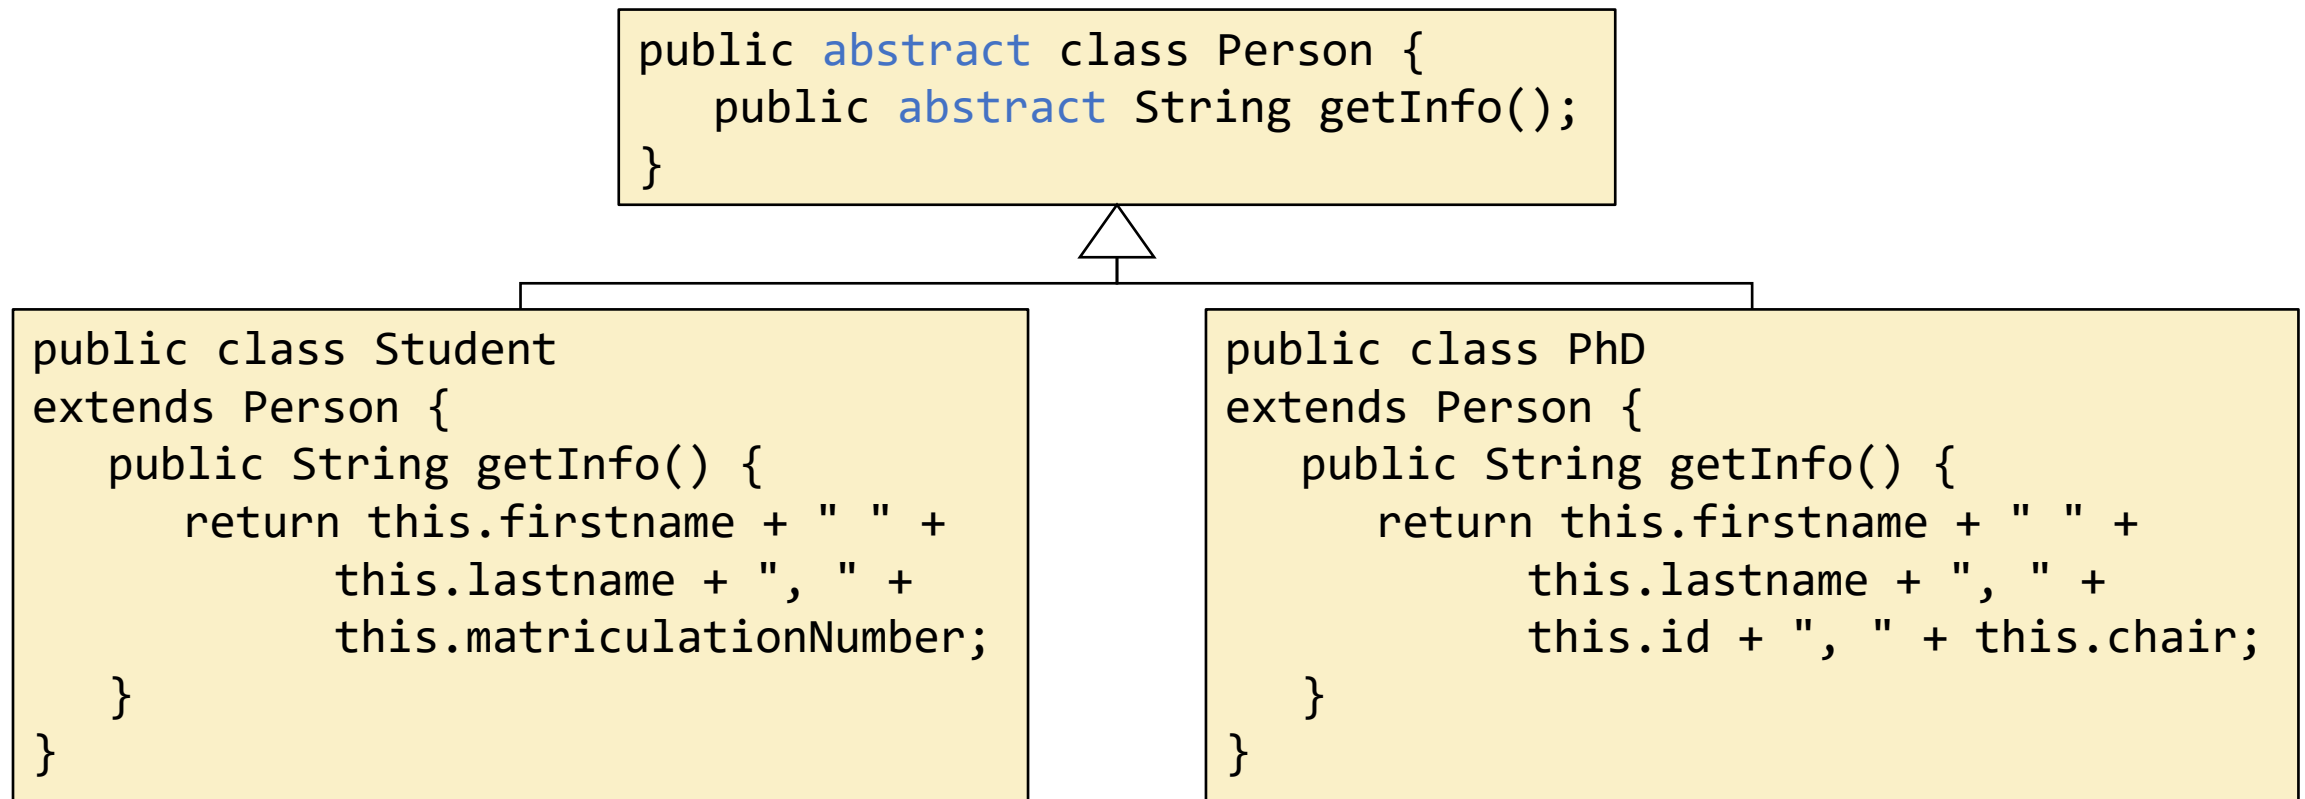 public abstract class Person {
   public abstract String getInfo();
}
public class Student
extends Person {
   public String getInfo() {
      return this.firstname + " " +
            this.lastname + ", " +
            this.matriculationNumber;
   }
}
public class PhD
extends Person {
   public String getInfo() {
      return this.firstname + " " +
            this.lastname + ", " +
            this.id + ", " + this.chair;
   }
}